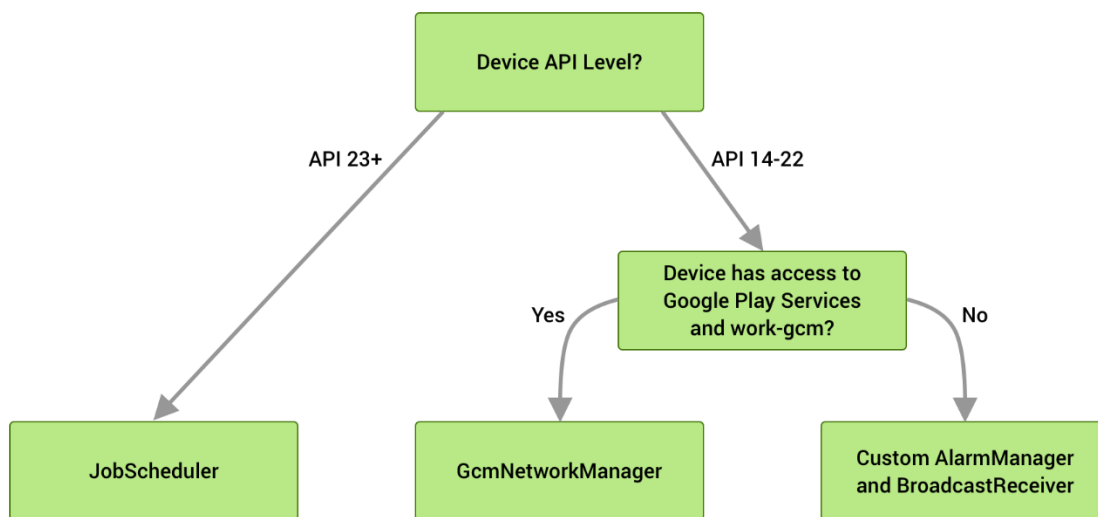 Device API Level?
API 23+
API 14-22
Device has access to
Google Play Services
and work-gcm?
Yes
No
JobScheduler
GcmNetworkManager
Custom AlarmManager
and BroadcastReceiver